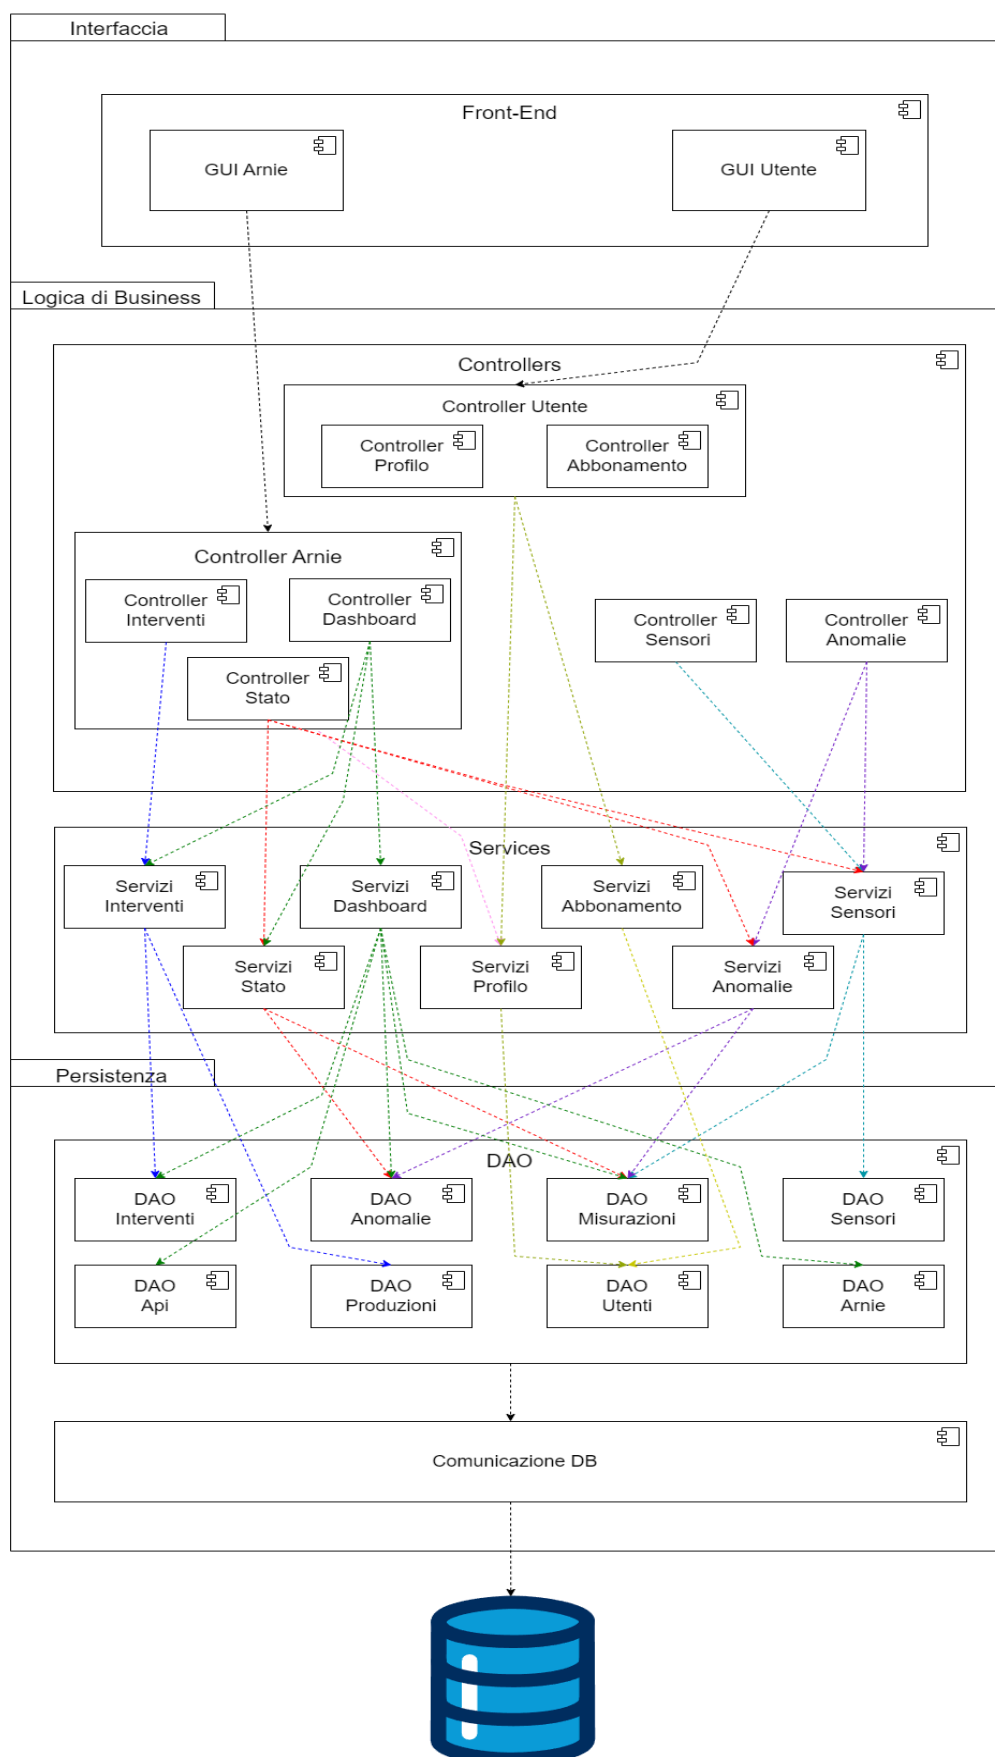 Interfaccia
Front-End
GUI Arnie
GUI Utente
Logica di Business
Controllers
Controller Utente
Controller
Profilo
Controller
Abbonamento
Controller Arnie
Controller
Interventi
Controller
Dashboard
Controller
Stato
Controller
Sensori
Controller
Anomalie
Services
Servizi
Interventi
Servizi
Dashboard
Servizi
Abbonamento
Servizi
Sensori
Servizi
Stato
Servizi
Profilo
Servizi
Anomalie
Persistenza
DAO
DAO
Interventi
DAO
Anomalie
DAO
Misurazioni
DAO
Sensori
DAO
Api
DAO
Produzioni
DAO
Utenti
DAO
Arnie
Comunicazione DB